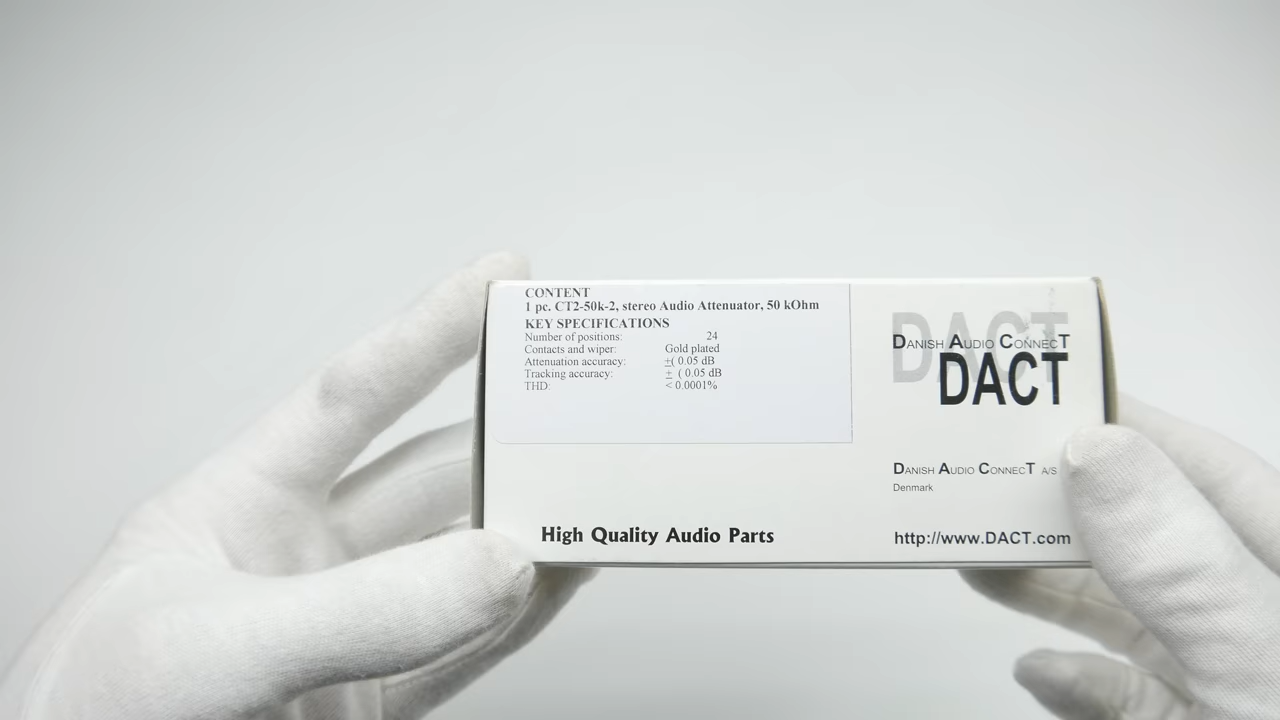 CONTENT
1 pc. CT2-50k-2, stereo Audio Attenuator, 50 kOhm
KEY SPECIFICATIONS
Number of positions: 24
Contacts and wiper: Gold plated
Attenuation accuracy: ±( 0.05 dB
Tracking accuracy: ± ( 0.05 dB
THD: < 0.0001%
High Quality Audio Parts
DACT
DANISH AUDIO CONNECT
DACT
DANISH AUDIO CONNECT A/S
Denmark
http://www.DACT.com